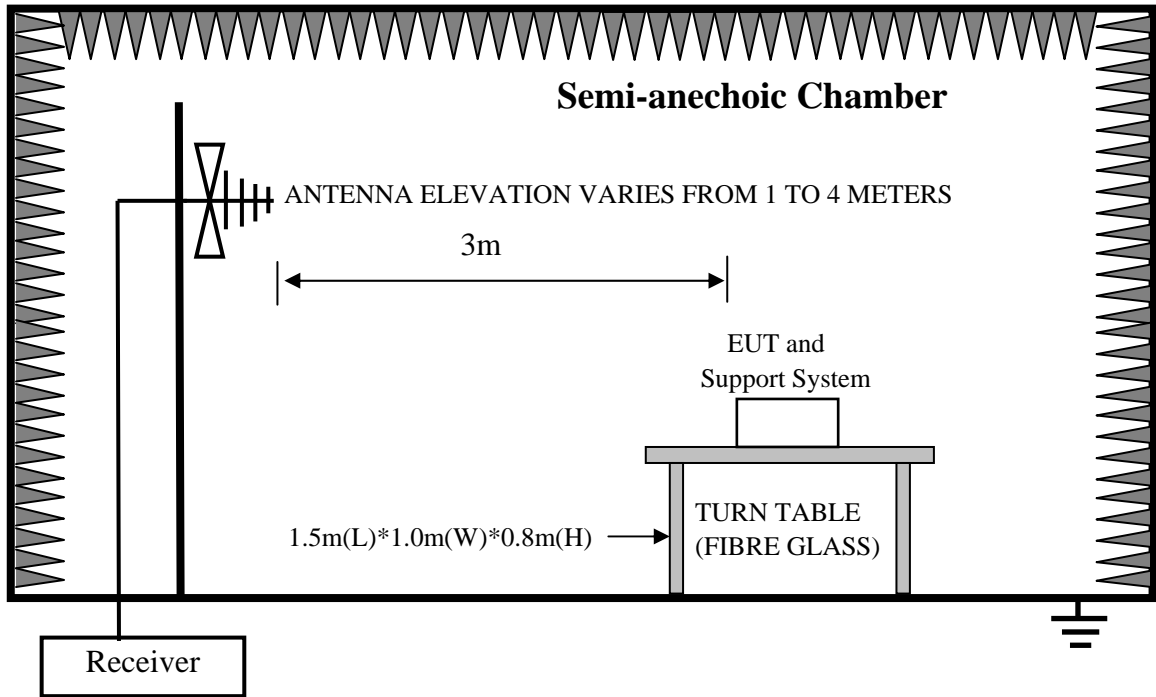 Semi-anechoic Chamber
ANTENNA ELEVATION VARIES FROM 1 TO 4 METERS
3m
EUT and
Support System
1.5m(L)*1.0m(W)*0.8m(H)
TURN TABLE
(FIBRE GLASS)
Receiver